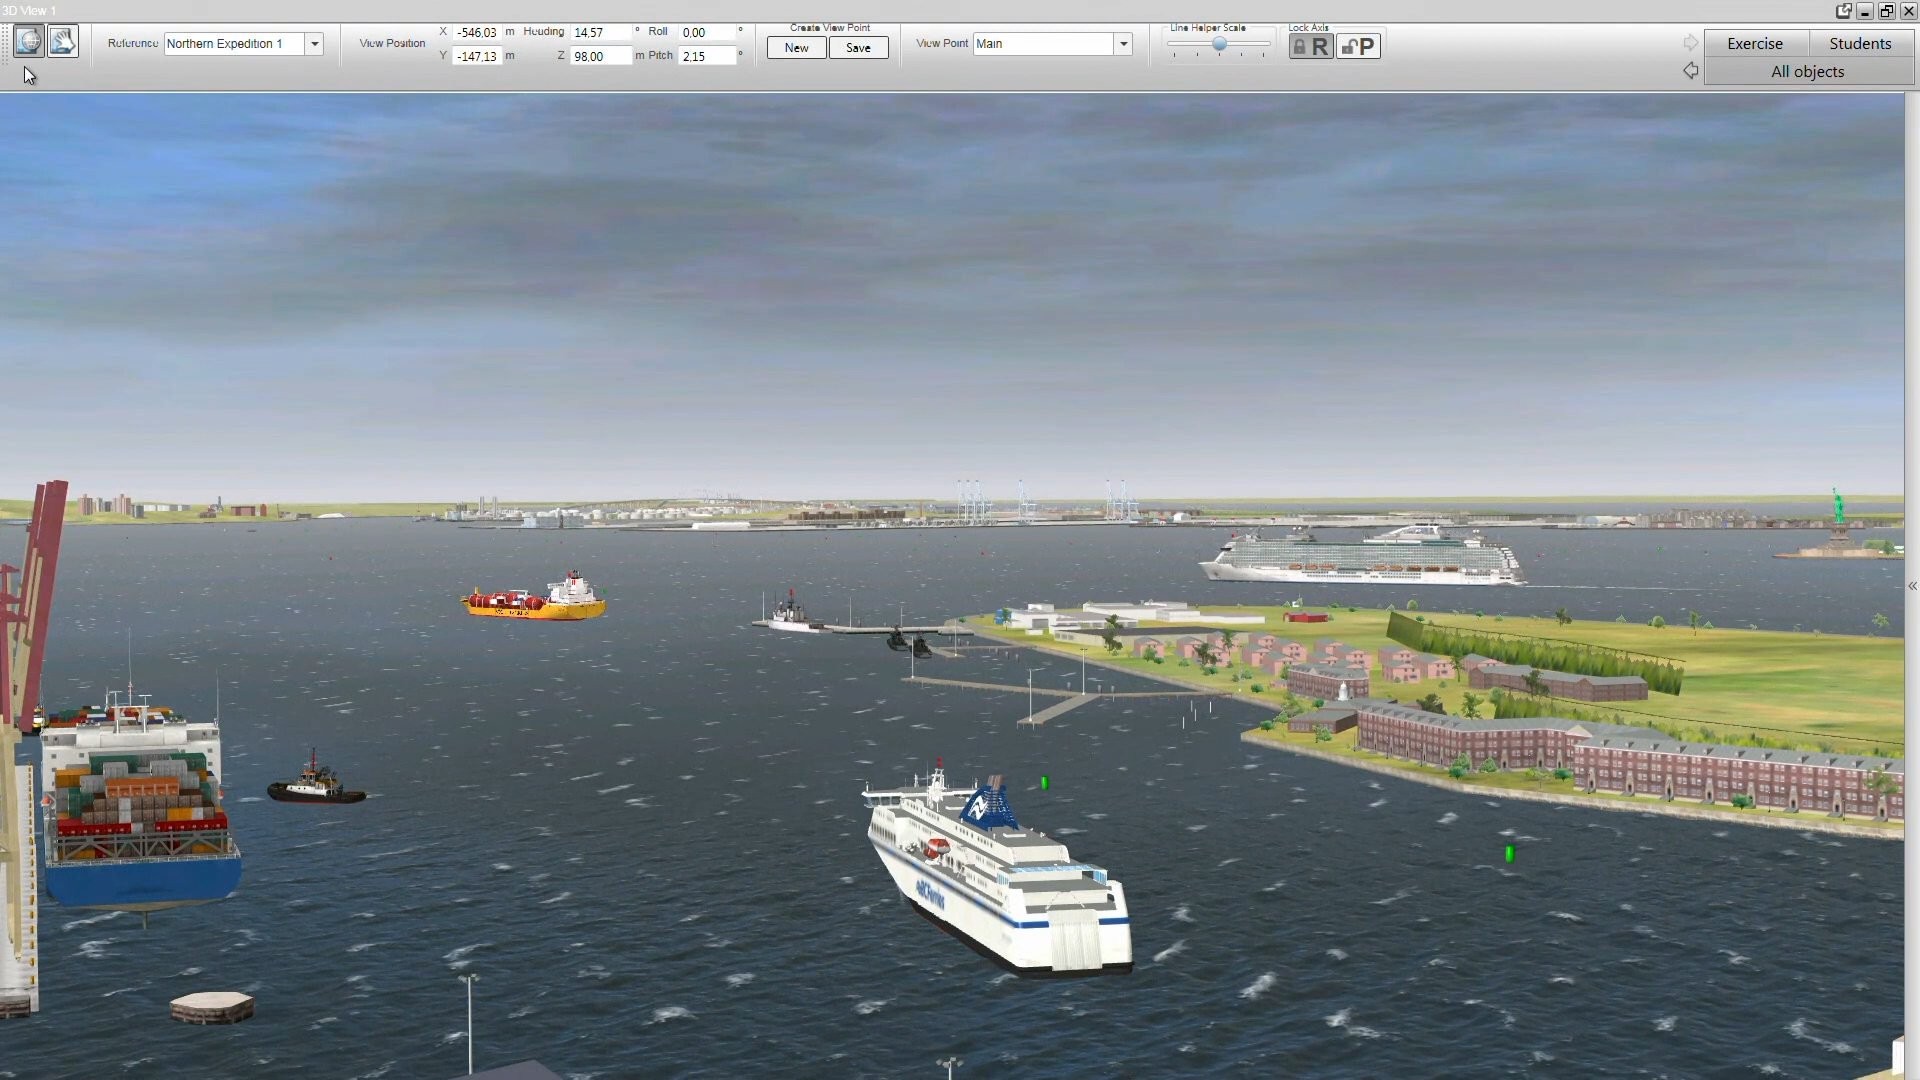 3D View 1
Reference Northern Expedition 1
View Position
X -546,03 m Heading 14,57 ° Roll 0,00 °
Y -147,13 m Z 98,00 m Pitch 2,15 °
Create View Point
New Save
View Point Main
Line Helper Scale
Lock Axis
R P
Exercise Students
All objects
BCFerries